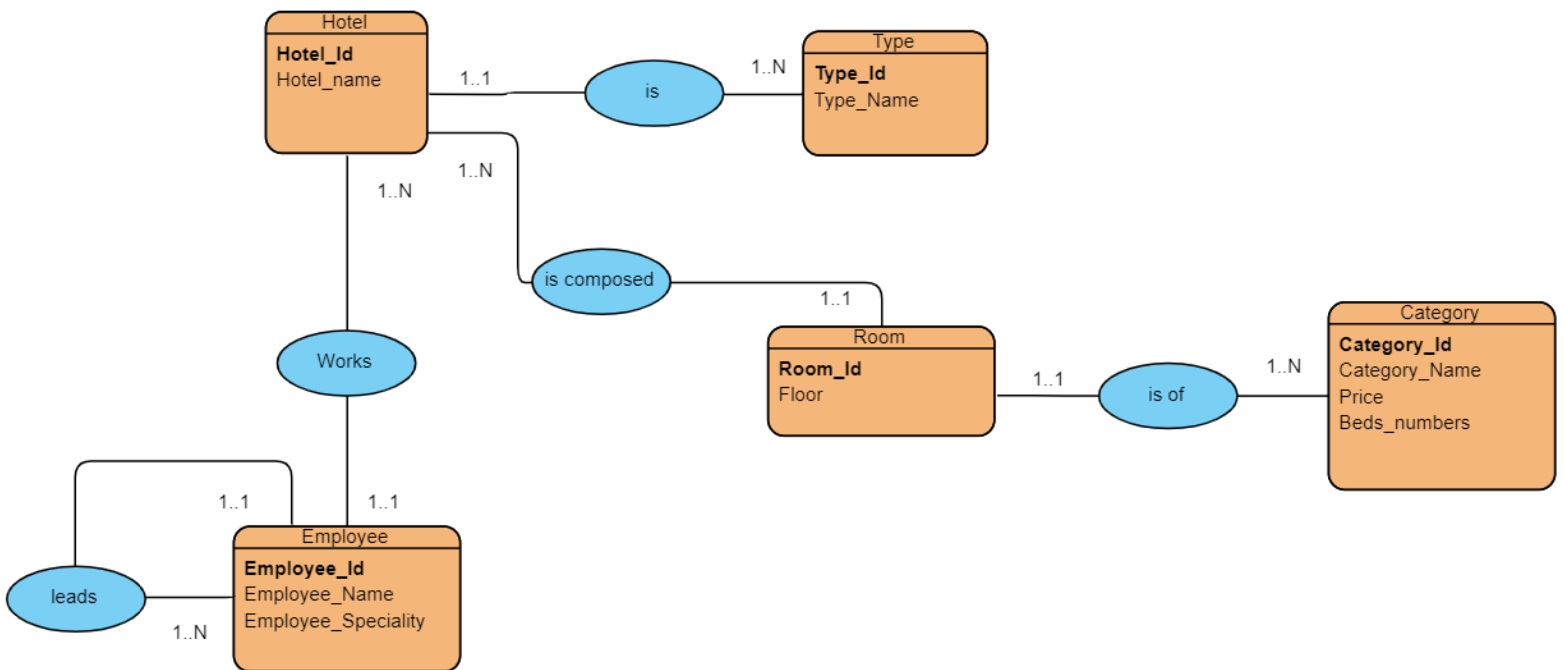 Hotel
Hotel_Id
Hotel_name
1..1
is
1..N
Type
Type_Id
Type_Name
1..N
1..N
is composed
1..1
Room
Room_Id
Floor
1..1
is of
1..N
Category
Category_Id
Category_Name
Price
Beds_numbers
Works
1..1
1..1
Employee
Employee_Id
Employee_Name
Employee_Speciality
leads
1..N